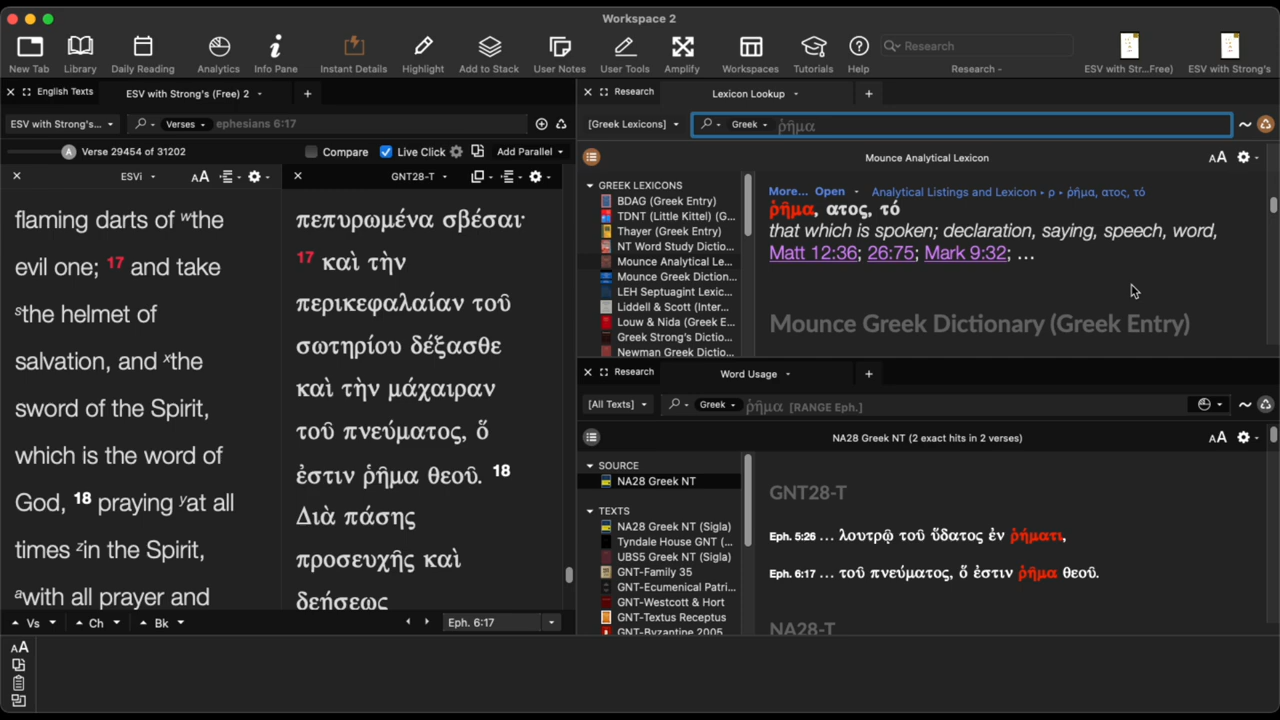 Workspace 2
New Tab
Library
Daily Reading
Analytics
Info Pane
Instant Details
Highlight
Add to Stack
User Notes
User Tools
Amplify
Workspaces
Tutorials
Help
Research
Research
ESV with Str...Free)
ESV with Strong's
English Texts
ESV with Strong's (Free) 2
ESV with Strong's...
Verses
ephesians 6:17
Verse 29454 of 31202
Compare
Live Click
Add Parallel
ESVi
flaming darts of ʷthe
evil one; 17 and take
ˢthe helmet of
salvation, and ˣthe
sword of the Spirit,
which is the word of
God, 18 praying ʸat all
times ᶻin the Spirit,
ᵃwith all prayer and
GNT28-T
πεπυρωμένα σβέσαι·
17 καὶ τὴν
περικεφαλαίαν τοῦ
σωτηρίου δέξασθε
καὶ τὴν μάχαιραν
τοῦ πνεύματος, ὅ
ἐστιν ῥῆμα θεοῦ. 18
Διὰ πάσης
προσευχῆς καὶ
δεήσεως
Vs
Ch
Bk
Eph. 6:17
Research
Lexicon Lookup
[Greek Lexicons]
Greek
ῥῆμα
Mounce Analytical Lexicon
GREEK LEXICONS
BDAG (Greek Entry)
TDNT (Little Kittel) (G...
Thayer (Greek Entry)
NT Word Study Dictio...
Mounce Analytical Le...
Mounce Greek Diction...
LEH Septuagint Lexic...
Liddell & Scott (Inter...
Louw & Nida (Greek E...
Greek Strong's Dictio...
Newman Greek Dictio...
More... Open - Analytical Listings and Lexicon ▸ ρ ▸ ῥῆμα, ατος, τό
ῥῆμα, ατος, τό
that which is spoken; declaration, saying, speech, word,
Matt 12:36; 26:75; Mark 9:32; ...
Mounce Greek Dictionary (Greek Entry)
Research
Word Usage
[All Texts]
Greek
ῥῆμα [RANGE Eph.]
NA28 Greek NT (2 exact hits in 2 verses)
SOURCE
NA28 Greek NT
TEXTS
NA28 Greek NT (Sigla)
Tyndale House GNT (...
UBS5 Greek NT (Sigla)
GNT-Family 35
GNT-Ecumenical Patri...
GNT-Westcott & Hort
GNT-Textus Receptus
GNT-Byzantine 2005
GNT28-T
Eph. 5:26 ... λουτρῷ τοῦ ὕδατος ἐν ῥήματι,
Eph. 6:17 ... τοῦ πνεύματος, ὅ ἐστιν ῥῆμα θεοῦ.
NA28-T